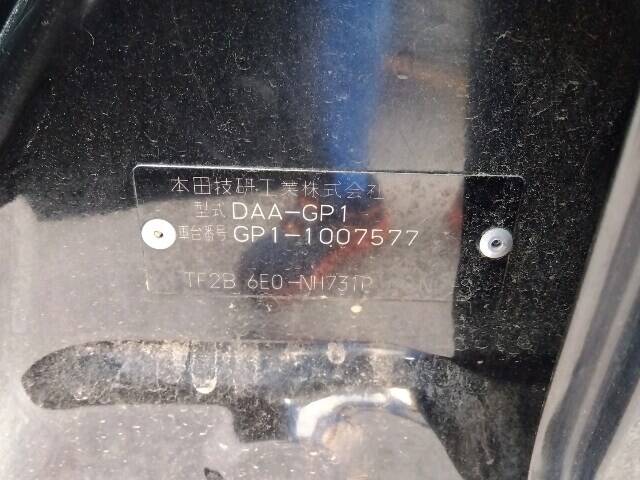 本田技研工業株式会社
型式 DAA-GP1
車台番号 GP1-1007577
TF2B 6E0-NH731P